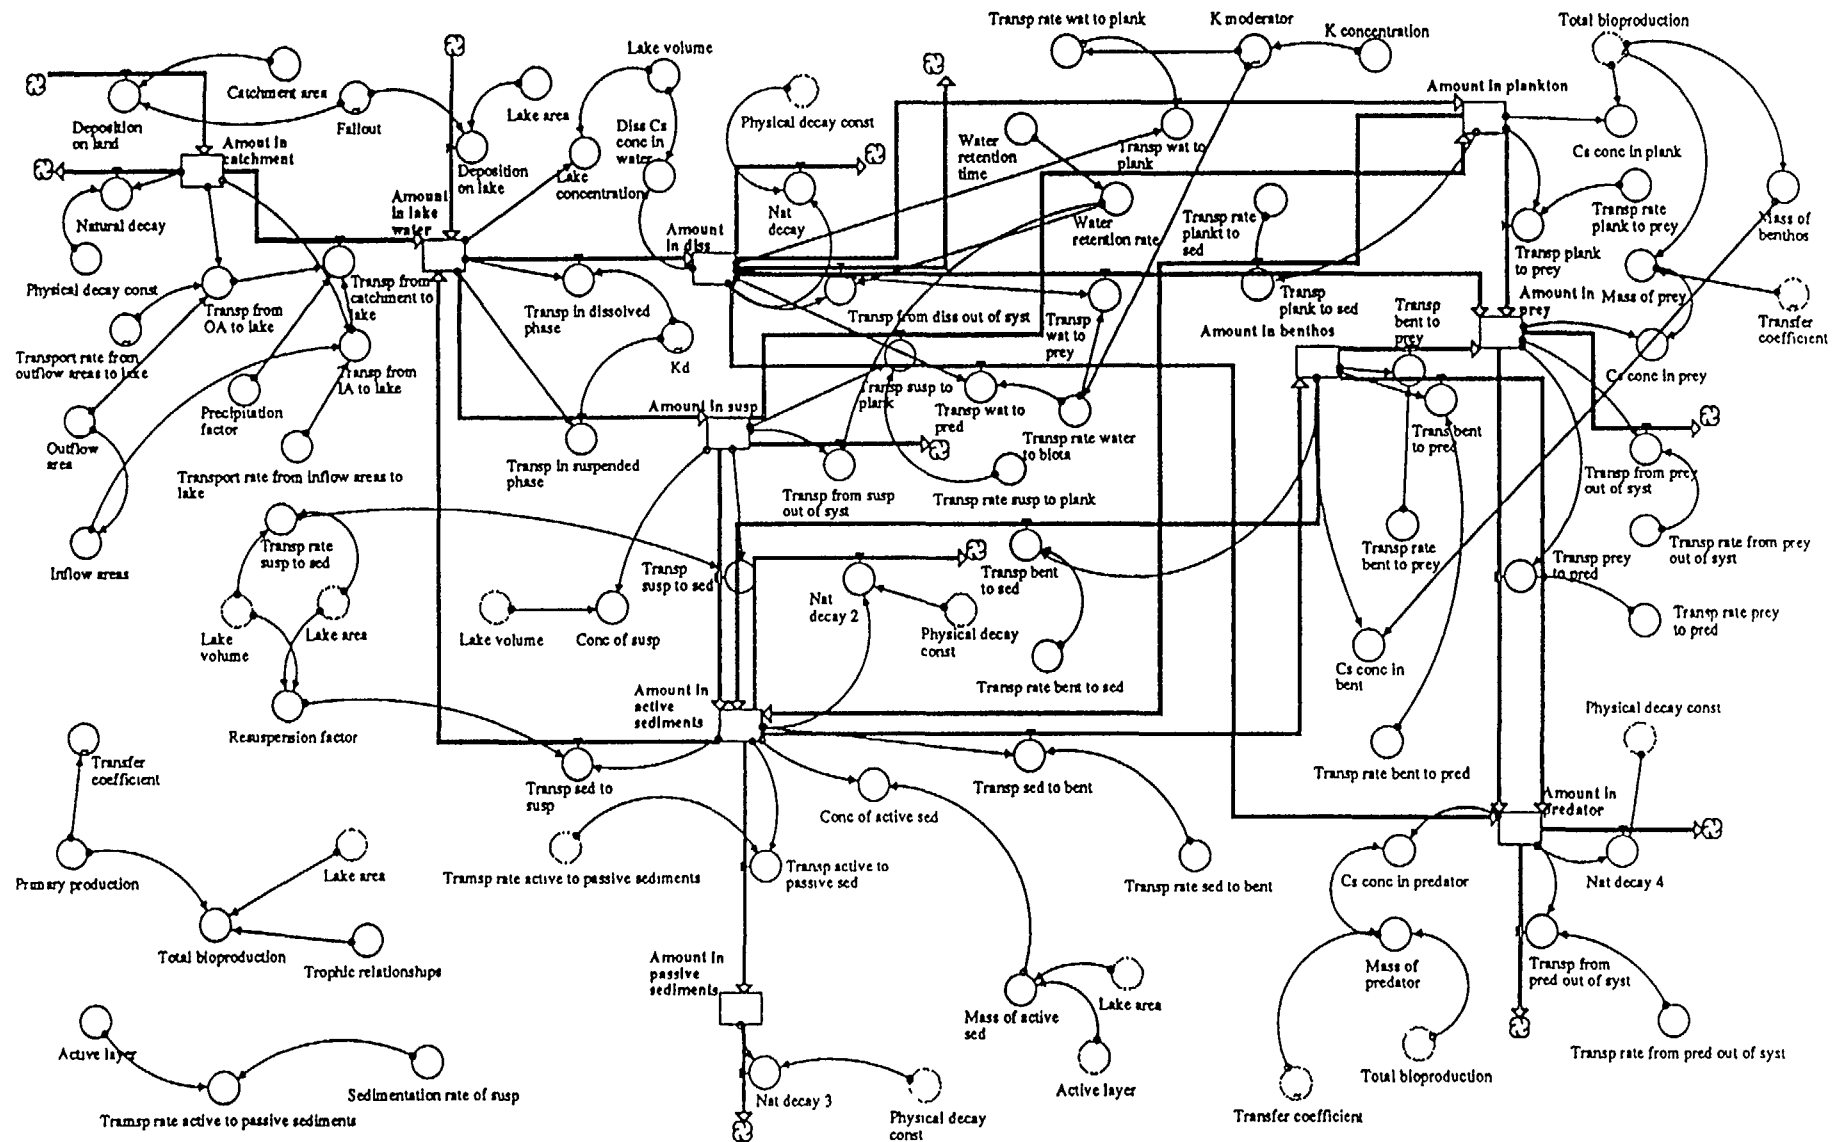 Transp rate wat to plank
K moderator
K concentration
Total bioproduction
Lake volume
Catchment area
Fallout
Deposition
on land
Lake area
Diss Cs
conc in
water
Physical decay const
Amount in plankton
Amout in
catchment
Deposition
on lake
Lake
concentration
Water
retention
time
Transp wat to
plank
Cs conc in plank
Natural decay
Amount
in lake
water
Amount
in diss
Nat
decay
Water
retention rate
Transp rate
plankt to
sed
Transp rate
plank to prey
Mass of
benthos
Physical decay const
Transp from
OA to lake
Transp from
catchment to
lake
Transp in dissolved
phase
Transp from diss out of syst
Transp
wat to
prey
Transp
plank to sed
Transp plank
to prey
Amount in
prey
Mass of prey
Transfer
coefficient
Transport rate from
outflow areas to lake
Transp from
IA to lake
Kd
Transp susp to
plank
Amount in benthos
Transp
bent to
prey
Cs conc in prey
Precipitation
factor
Amount in susp
Transp wat to
pred
Transp rate water
to biota
Trans bent
to pred
Outflow
area
Transport rate from inflow areas to
lake
Transp in suspended
phase
Transp from susp
out of syst
Transp rate susp to plank
Transp from prey
out of syst
Inflow areas
Transp rate
susp to sed
Transp
susp to sed
Nat
decay 2
Transp bent
to sed
Transp rate
bent to prey
Transp prey
to pred
Transp rate from prey
out of syst
Lake
volume
Lake area
Lake volume
Conc of susp
Physical decay
const
Transp rate bent to sed
Cs conc in
bent
Transp rate prey
to pred
Resuspension factor
Amount in
active
sediments
Physical decay const
Transfer
coefficient
Transp sed to
susp
Conc of active sed
Transp sed to bent
Transp rate bent to pred
Amount in
predator
Primary production
Lake area
Tramsp rate active to passive sediments
Transp active to
passive sed
Transp rate sed to bent
Cs conc in predator
Nat decay 4
Total bioproduction
Trophic relationships
Amount in
passive
sediments
Mass of active
sed
Lake area
Mass of
predator
Transp from
pred out of syst
Active layer
Sedimentation rate of susp
Tramsp rate active to passive sediments
Nat decay 3
Physical decay
const
Active layer
Total bioproduction
Transfer coefficient
Transp rate from pred out of syst